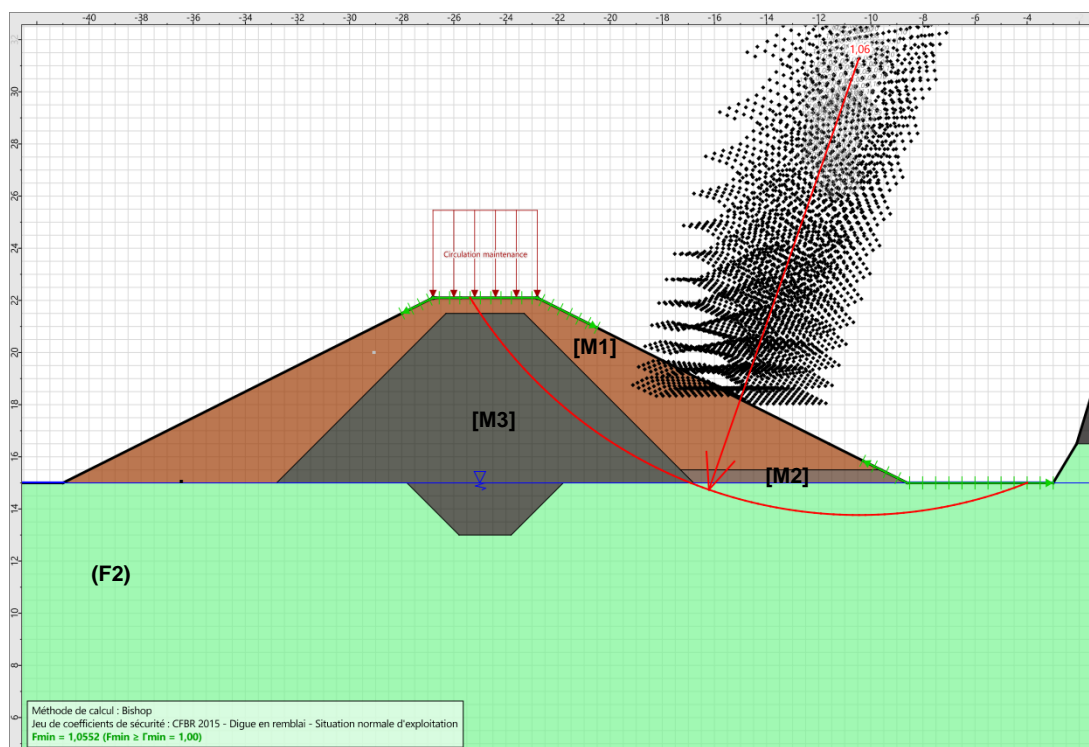 -40 -38 -36 -34 -32 -30 -28 -26 -24 -22 -20 -18 -16 -14 -12 -10 -8 -6 -4
32
30
28
26
24
22
20
18
16
14
12
10
8
6
1,06
Circulation maintenance
[M1]
[M3]
[M2]
(F2)
Méthode de calcul : Bishop
Jeu de coefficients de sécurité : CFBR 2015 - Digue en remblai - Situation normale d'exploitation
Fmin = 1,0552 (Fmin ≥ Γmin = 1,00)